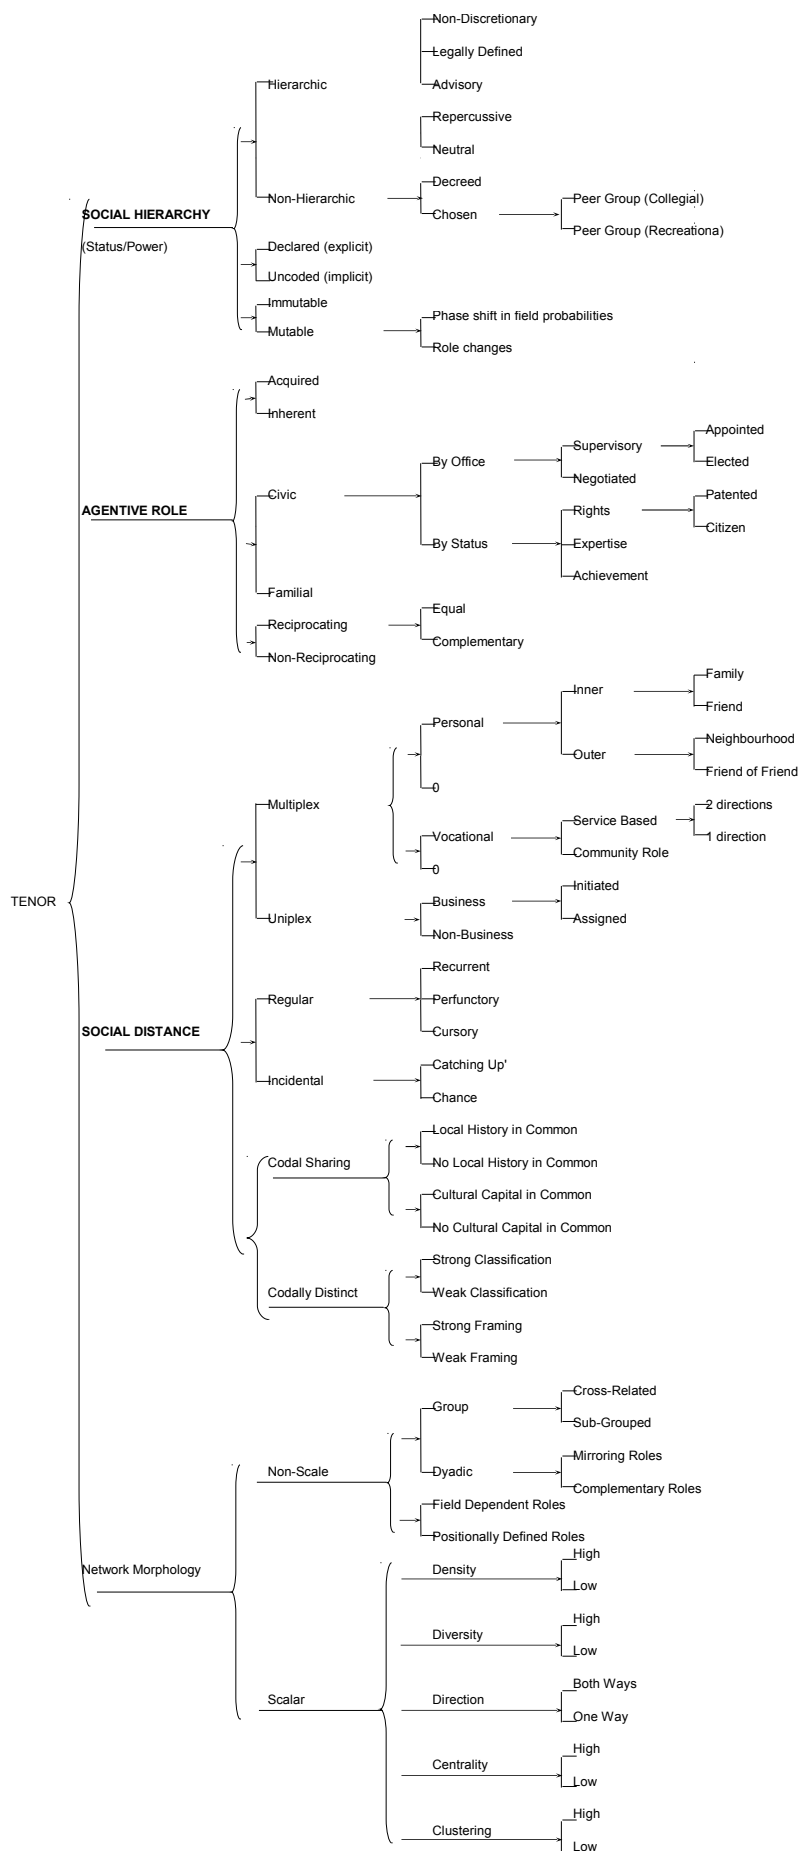 Non-Discretionary
Legally Defined
Hierarchic
Advisory
Repercussive
Neutral
Decreed
Non-Hierarchic
Peer Group (Collegial)
SOCIAL HIERARCHY
Chosen
Peer Group (Recreationa)
(Status/Power)
Declared (explicit)
Uncoded (implicit)
Immutable
Phase shift in field probabilities
Mutable
Role changes
Acquired
Inherent
Appointed
Supervisory
By Office
Elected
Negotiated
Civic
Patented
AGENTIVE ROLE
Rights
Citizen
By Status
Expertise
Achievement
Familial
Equal
Reciprocating
Complementary
Non-Reciprocating
Family
Inner
Friend
Personal
Neighbourhood
Outer
Friend of Friend
0
Multiplex
2 directions
Service Based
Vocational
1 direction
Community Role
0
Initiated
TENOR
Business
Uniplex
Assigned
Non-Business
Recurrent
Regular
Perfunctory
SOCIAL DISTANCE
Cursory
Catching Up'
Incidental
Chance
Local History in Common
Codal Sharing
No Local History in Common
Cultural Capital in Common
No Cultural Capital in Common
Strong Classification
Codally Distinct
Weak Classification
Strong Framing
Weak Framing
Cross-Related
Group
Sub-Grouped
Mirroring Roles
Non-Scale
Dyadic
Complementary Roles
Field Dependent Roles
Positionally Defined Roles
High
Network Morphology
Density
Low
High
Diversity
Low
Both Ways
Scalar
Direction
One Way
High
Centrality
Low
High
Clustering
Low